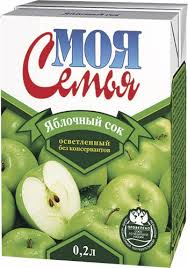 МОЯ
Семья
Яблочный сок
осветленный
без консервантов
0,2л